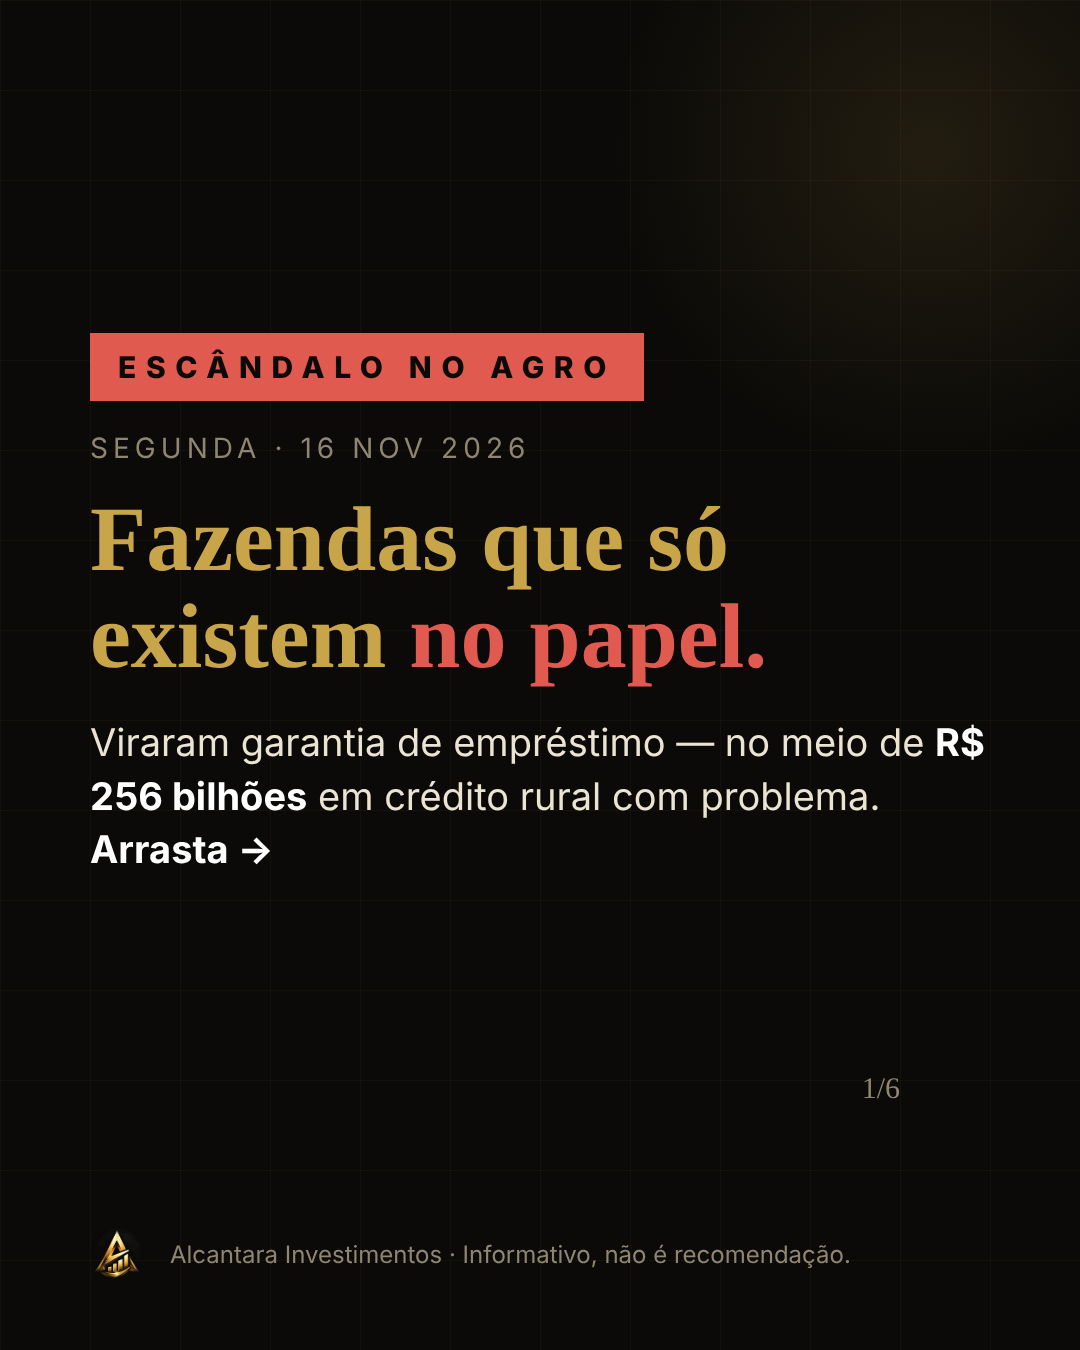 ESCÂNDALO NO AGRO
SEGUNDA · 16 NOV 2026
Fazendas que só
existem no papel.
Viraram garantia de empréstimo — no meio de R$
256 bilhões em crédito rural com problema.
Arrasta →
1/6
Alcantara Investimentos · Informativo, não é recomendação.